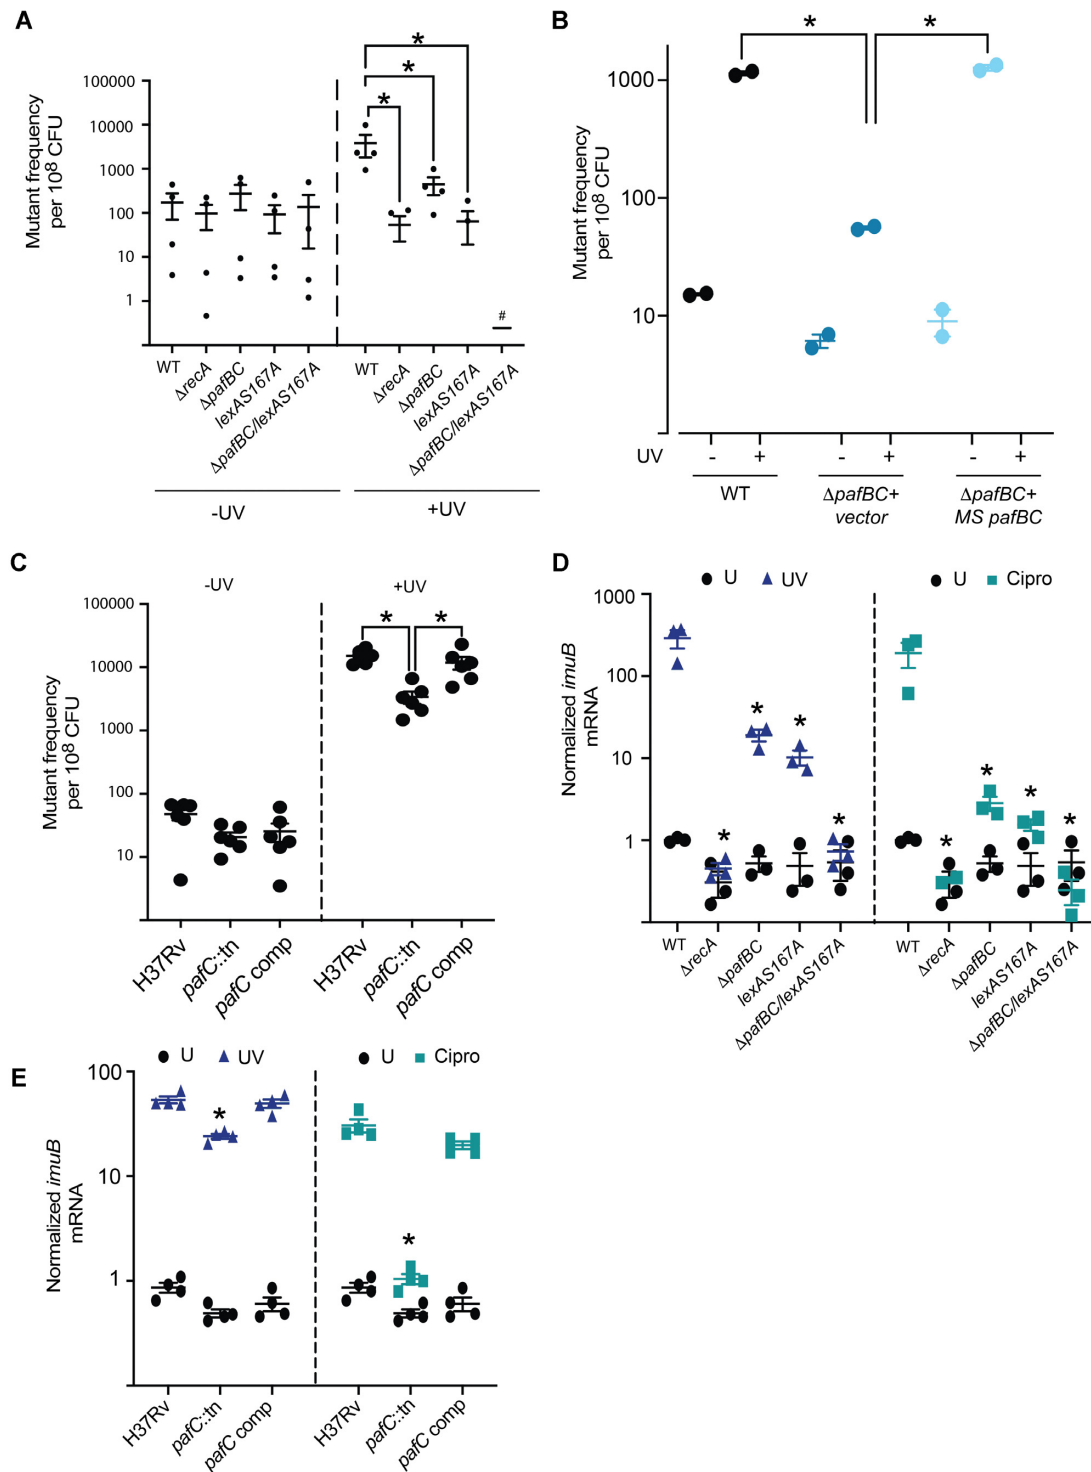 A
Mutant frequency
per 10⁸ CFU
100000
10000
1000
100
10
1
* * *
#
WT
ΔrecA
ΔpafBC
lexAS167A
ΔpafBC/lexAS167A
WT
ΔrecA
ΔpafBC
lexAS167A
ΔpafBC/lexAS167A
-UV
+UV
B
Mutant frequency
per 10⁸ CFU
1000
100
10
* *
UV - + - + - +
WT
ΔpafBC+
vector
ΔpafBC+
MS pafBC
C
-UV
+UV
Mutant frequency
per 10⁸ CFU
100000
10000
1000
100
10
* *
H37Rv
pafC::tn
pafC comp
H37Rv
pafC::tn
pafC comp
D
U UV
U Cipro
Normalized imuB
mRNA
1000
100
10
1
* * * *
* * * *
WT
ΔrecA
ΔpafBC
lexAS167A
ΔpafBC/lexAS167A
WT
ΔrecA
ΔpafBC
lexAS167A
ΔpafBC/lexAS167A
E
U UV
U Cipro
Normalized imuB
mRNA
100
10
1
*
*
H37Rv
pafC::tn
pafC comp
H37Rv
pafC::tn
pafC comp